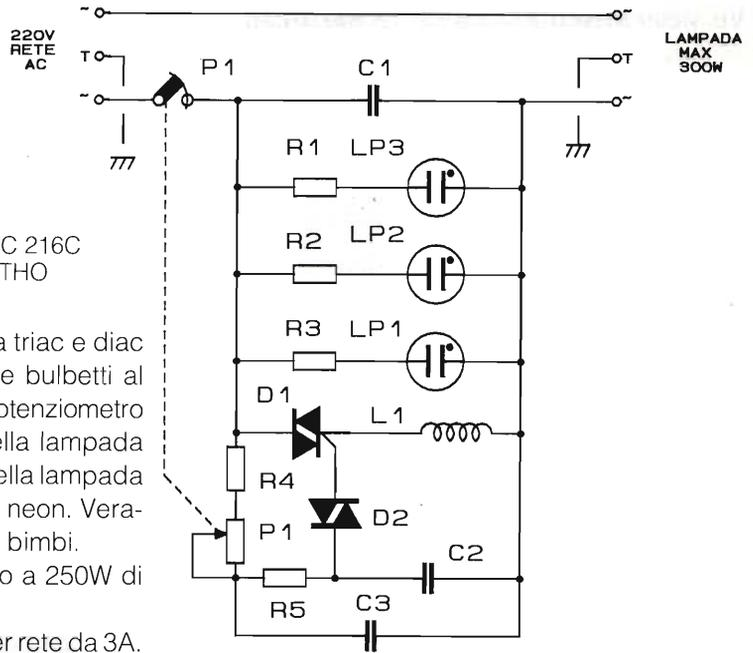 220V
RETE
AC
~
T
~
P1
C1
~
T
~
LAMPADA
MAX
300W
R1 LP3
R2 LP2
R3 LP1
D1
L1
R4
P1
D2
R5
C2
C3
C 216C
THO
a triac e diac
e bulbetti al
otenziometro
ella lampada
ella lampada
neon. Vera-
bimbi.
o a 250W di
er rete da 3A.